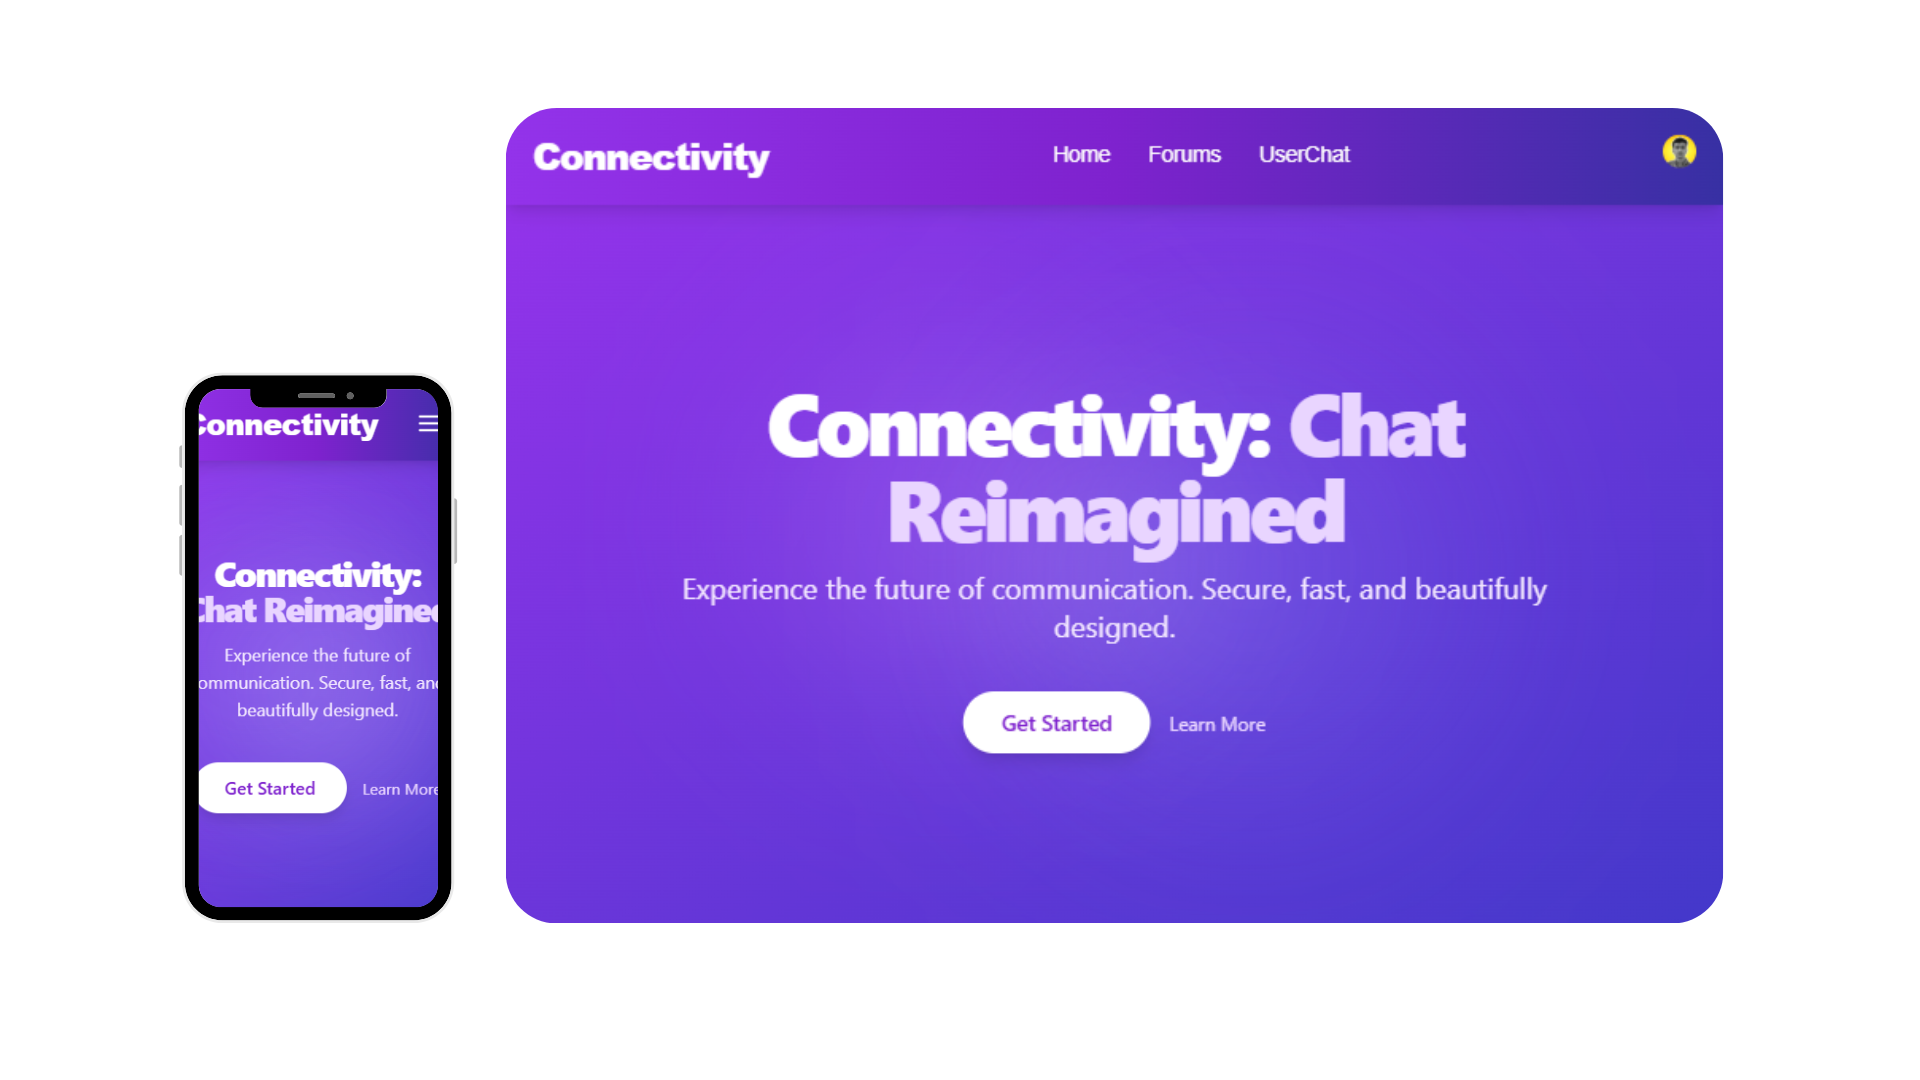 Connectivity
Home Forums UserChat
Connectivity: Chat
Reimagined
Experience the future of communication. Secure, fast, and beautifully
designed.
Get Started Learn More
Connectivity
Connectivity:
Chat Reimagined
Experience the future of
ommunication. Secure, fast, and
beautifully designed.
Get Started Learn More